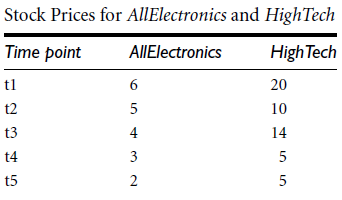 Stock Prices for AllElectronics and HighTech
Time point AllElectronics HighTech
t1 6 20
t2 5 10
t3 4 14
t4 3 5
t5 2 5